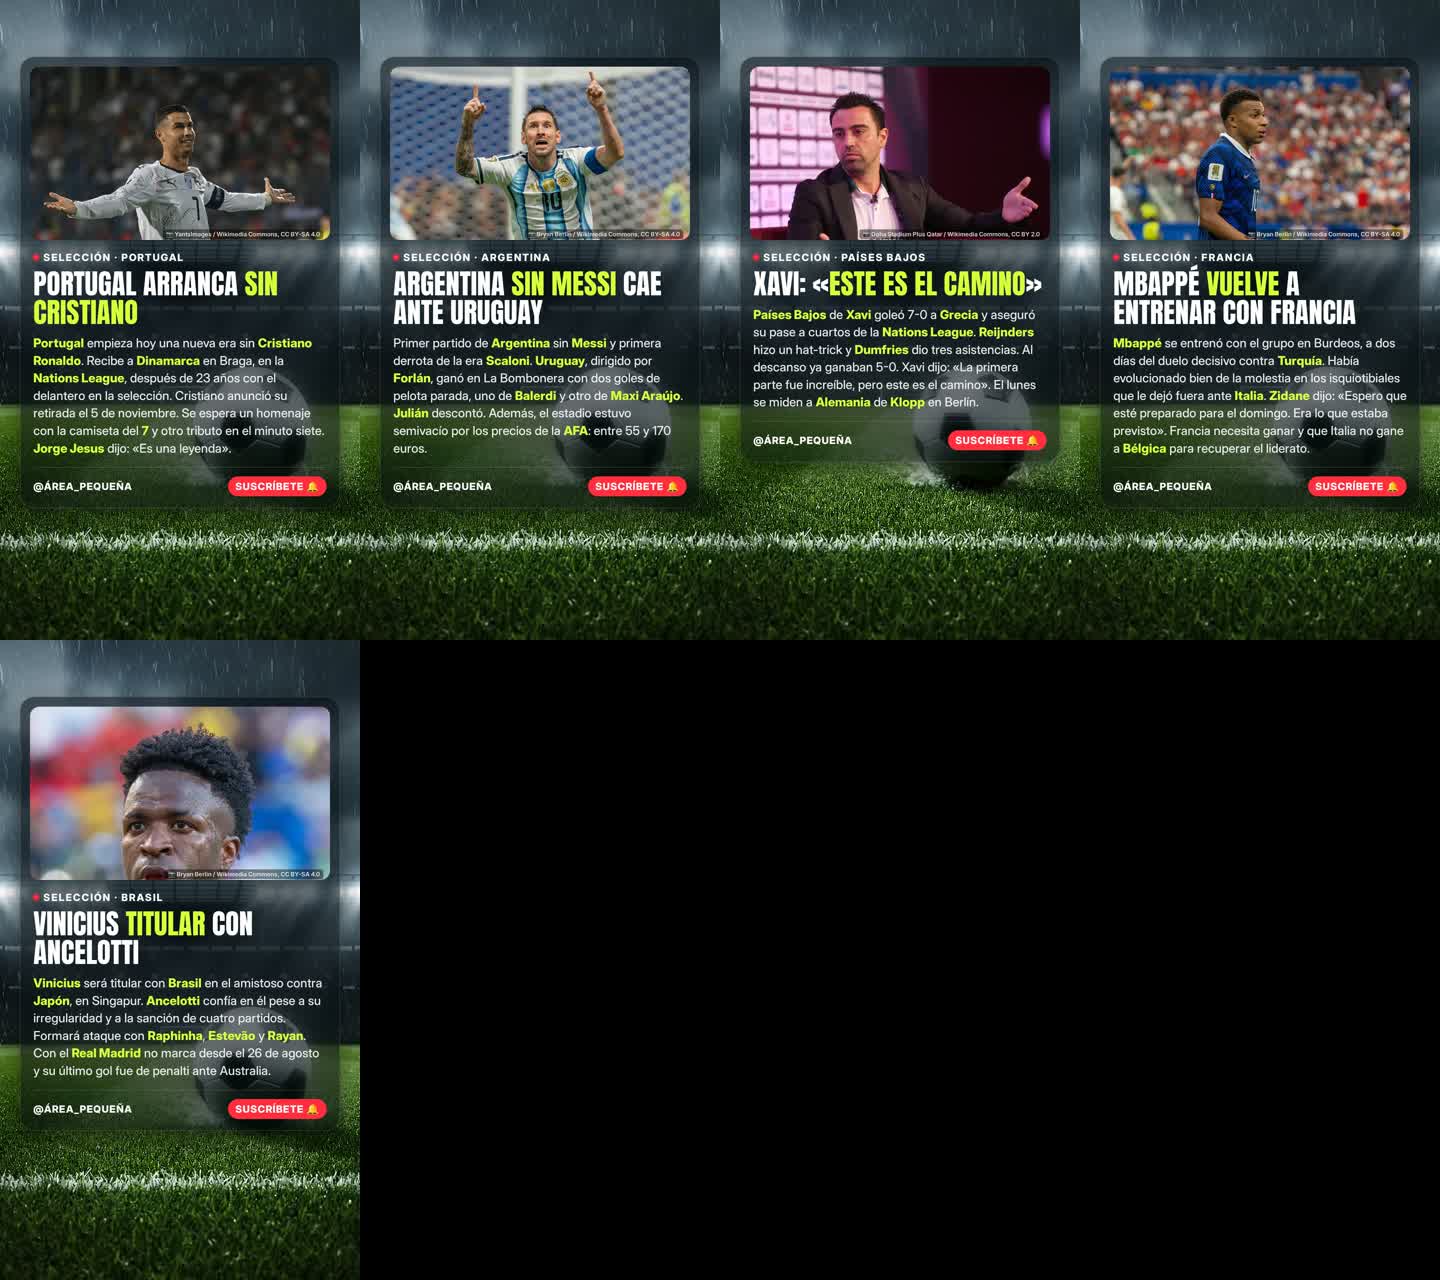 📷 YantsImages / Wikimedia Commons, CC BY-SA 4.0
SELECCIÓN · PORTUGAL
PORTUGAL ARRANCA SIN
CRISTIANO
Portugal empieza hoy una nueva era sin Cristiano
Ronaldo. Recibe a Dinamarca en Braga, en la
Nations League, después de 23 años con el
delantero en la selección. Cristiano anunció su
retirada el 5 de noviembre. Se espera un homenaje
con la camiseta del 7 y otro tributo en el minuto siete.
Jorge Jesus dijo: «Es una leyenda».
@ÁREA_PEQUEÑA
SUSCRÍBETE 🔔
📷 Bryan Berlin / Wikimedia Commons, CC BY-SA 4.0
SELECCIÓN · ARGENTINA
ARGENTINA SIN MESSI CAE
ANTE URUGUAY
Primer partido de Argentina sin Messi y primera
derrota de la era Scaloni. Uruguay, dirigido por
Forlán, ganó en La Bombonera con dos goles de
pelota parada, uno de Balerdi y otro de Maxi Araújo.
Julián descontó. Además, el estadio estuvo
semivacío por los precios de la AFA: entre 55 y 170
euros.
@ÁREA_PEQUEÑA
SUSCRÍBETE 🔔
📷 Doha Stadium Plus Qatar / Wikimedia Commons, CC BY 2.0
SELECCIÓN · PAÍSES BAJOS
XAVI: «ESTE ES EL CAMINO»
Países Bajos de Xavi goleó 7-0 a Grecia y aseguró
su pase a cuartos de la Nations League. Reijnders
hizo un hat-trick y Dumfries dio tres asistencias. Al
descanso ya ganaban 5-0. Xavi dijo: «La primera
parte fue increíble, pero este es el camino». El lunes
se miden a Alemania de Klopp en Berlín.
@ÁREA_PEQUEÑA
SUSCRÍBETE 🔔
📷 Bryan Berlin / Wikimedia Commons, CC BY-SA 4.0
SELECCIÓN · FRANCIA
MBAPPÉ VUELVE A
ENTRENAR CON FRANCIA
Mbappé se entrenó con el grupo en Burdeos, a dos
días del duelo decisivo contra Turquía. Había
evolucionado bien de la molestia en los isquiotibiales
que le dejó fuera ante Italia. Zidane dijo: «Espero que
esté preparado para el domingo. Era lo que estaba
previsto». Francia necesita ganar y que Italia no gane
a Bélgica para recuperar el liderato.
@ÁREA_PEQUEÑA
SUSCRÍBETE 🔔
📷 Bryan Berlin / Wikimedia Commons, CC BY-SA 4.0
SELECCIÓN · BRASIL
VINICIUS TITULAR CON
ANCELOTTI
Vinicius será titular con Brasil en el amistoso contra
Japón, en Singapur. Ancelotti confía en él pese a su
irregularidad y a la sanción de cuatro partidos.
Formará ataque con Raphinha, Estevão y Rayan.
Con el Real Madrid no marca desde el 26 de agosto
y su último gol fue de penalti ante Australia.
@ÁREA_PEQUEÑA
SUSCRÍBETE 🔔